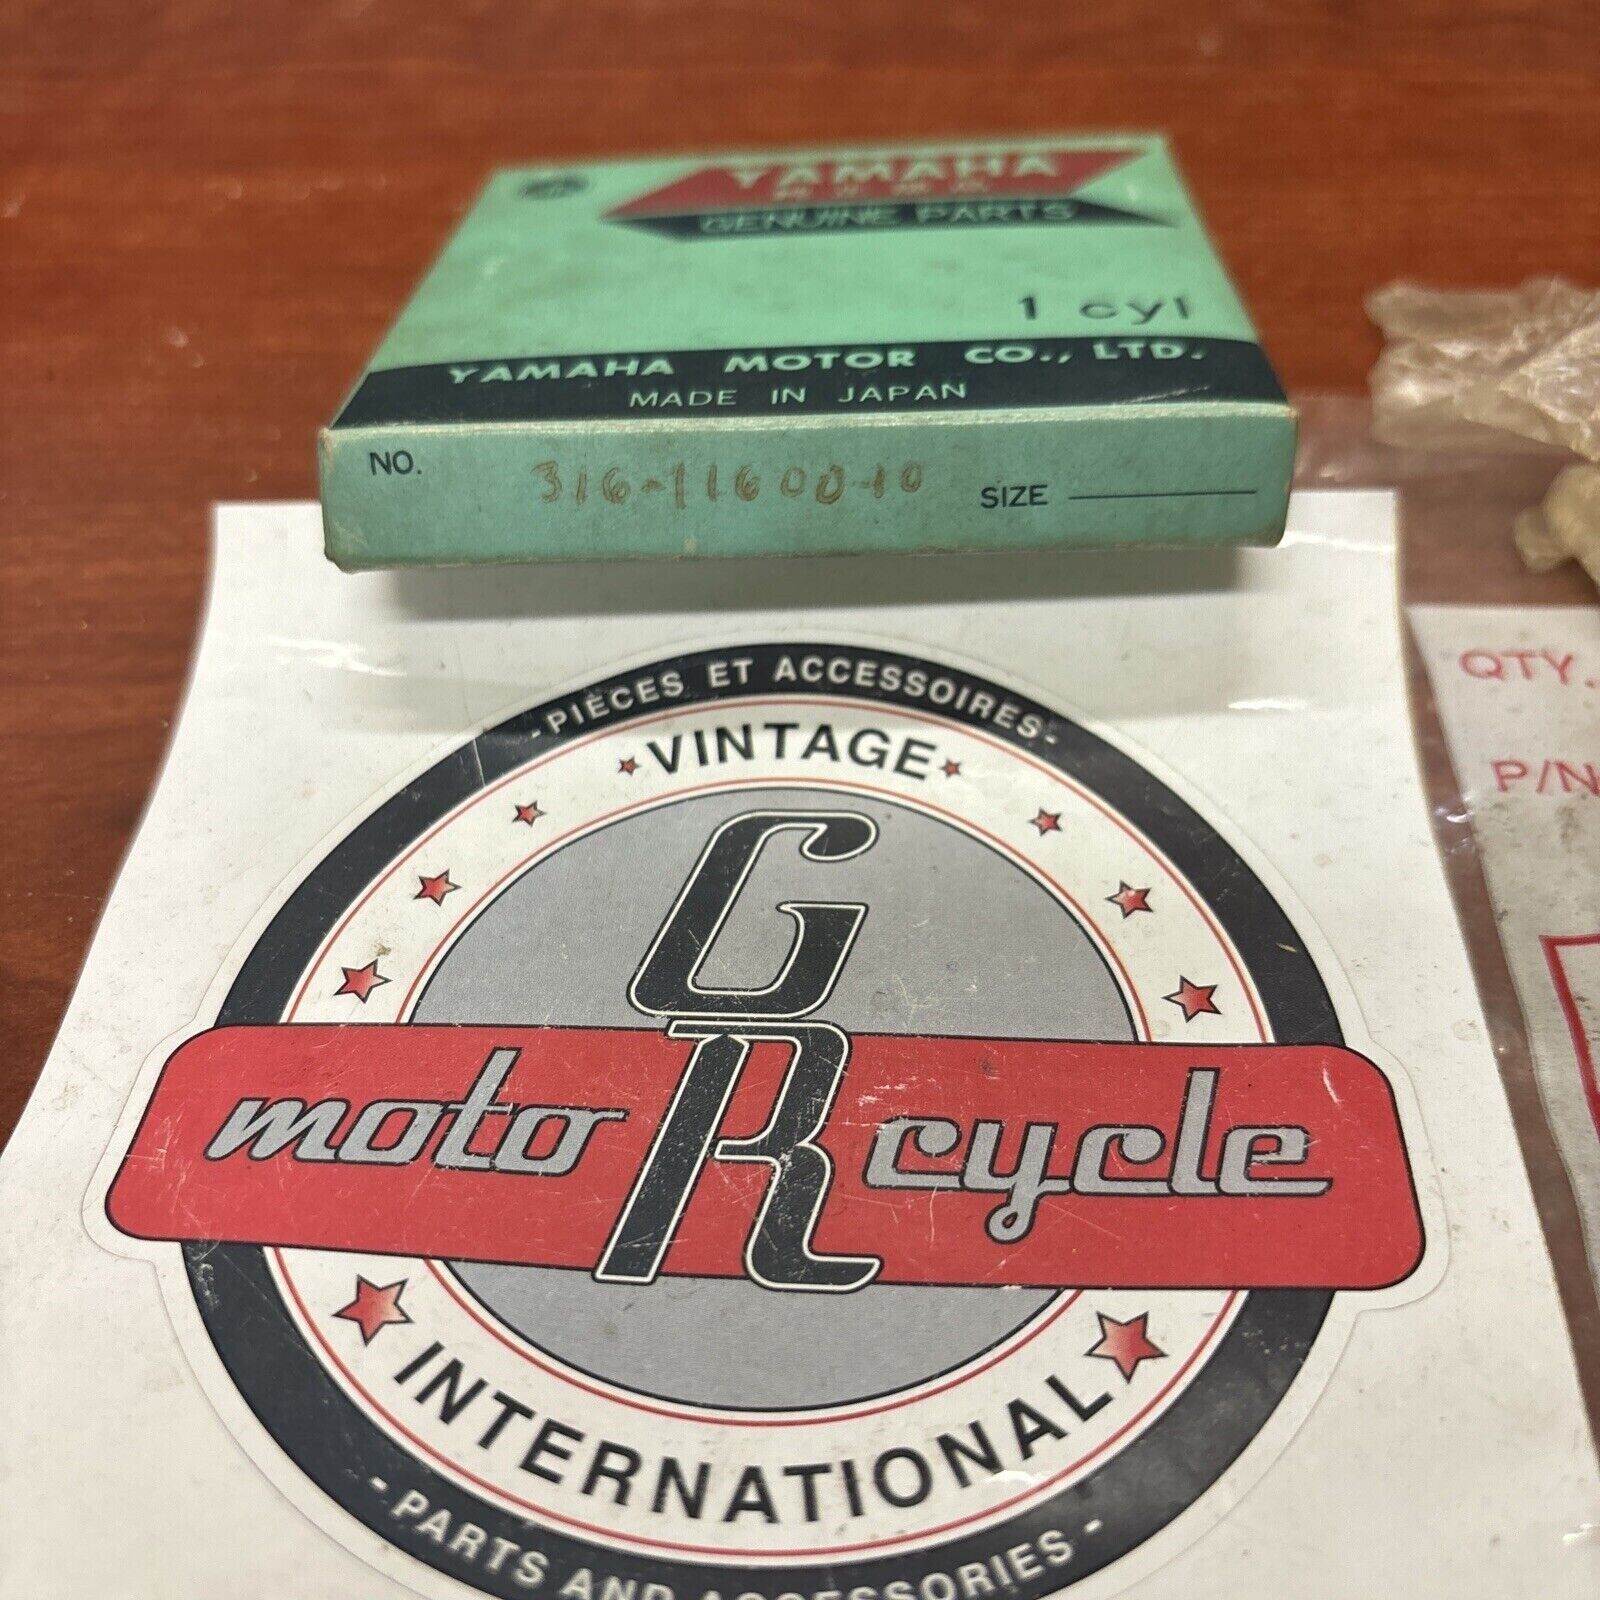 YAMAHA
GENUINE PARTS
1 cyl
YAMAHA MOTOR CO., LTD.
MADE IN JAPAN
NO. 316-11600-10 SIZE
- PIÈCES ET ACCESSOIRES -
VINTAGE
GR
moto cycle
INTERNATIONAL
- PARTS AND ACCESSORIES -
QTY.
P/N